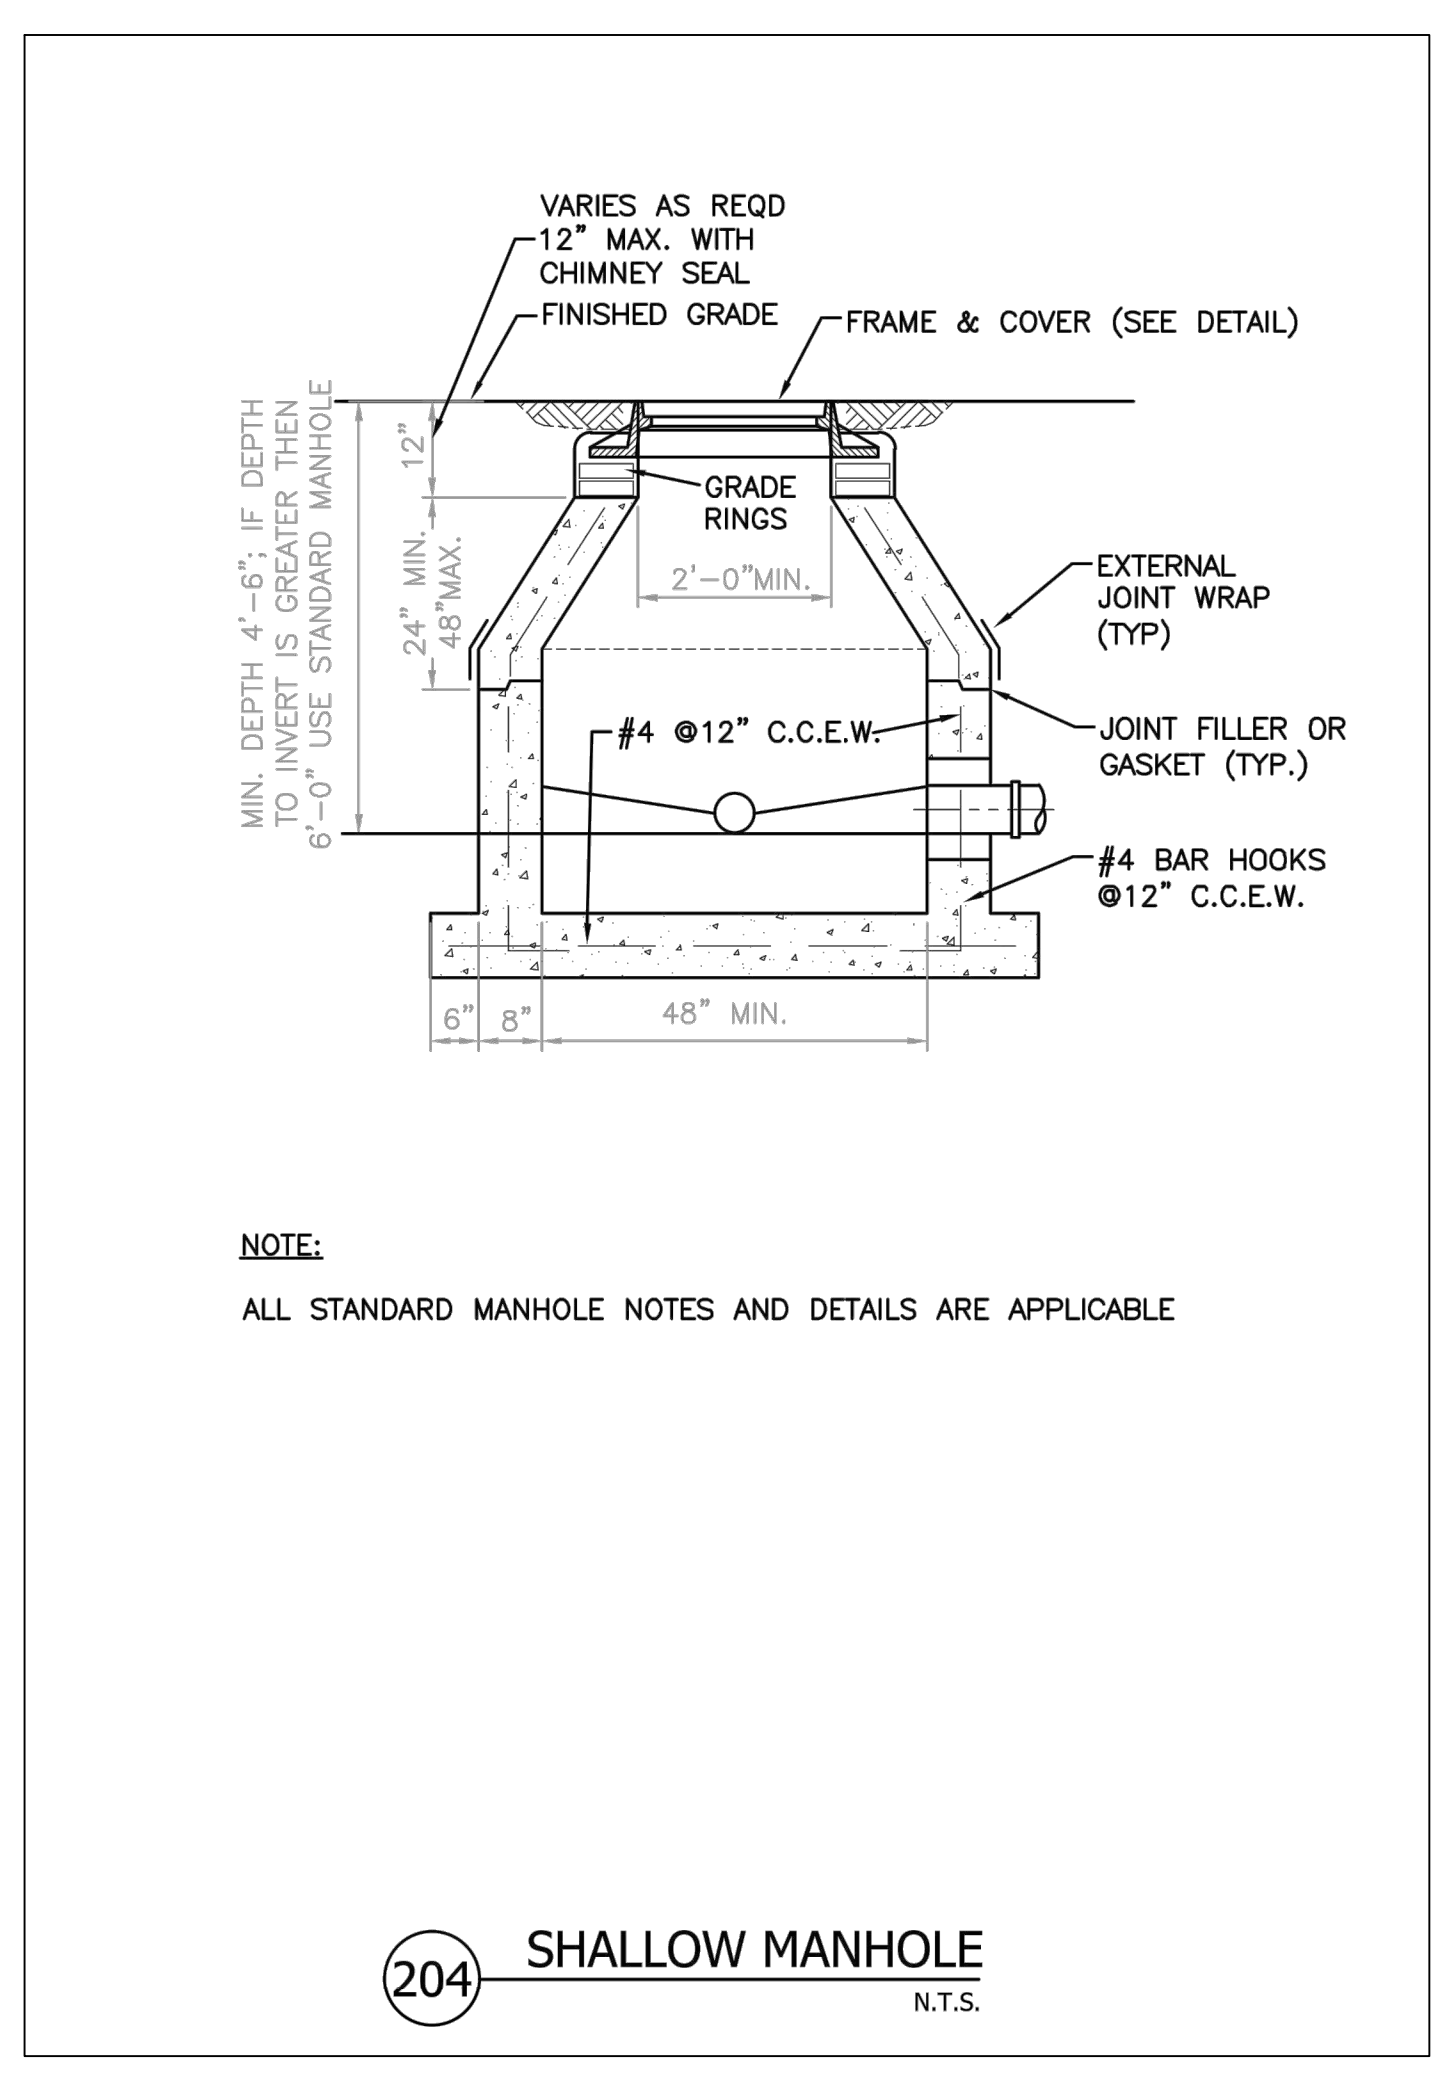 VARIES AS REQD
12" MAX. WITH
CHIMNEY SEAL
FINISHED GRADE
FRAME & COVER (SEE DETAIL)
MIN. DEPTH 4'-6"; IF DEPTH
TO INVERT IS GREATER THEN
6'-0" USE STANDARD MANHOLE
12"
24" MIN.
48"MAX.
GRADE
RINGS
2'-0"MIN.
EXTERNAL
JOINT WRAP
(TYP)
#4 @12" C.C.E.W.
JOINT FILLER OR
GASKET (TYP.)
#4 BAR HOOKS
@12" C.C.E.W.
6"
8"
48" MIN.
NOTE:
ALL STANDARD MANHOLE NOTES AND DETAILS ARE APPLICABLE
204
SHALLOW MANHOLE
N.T.S.